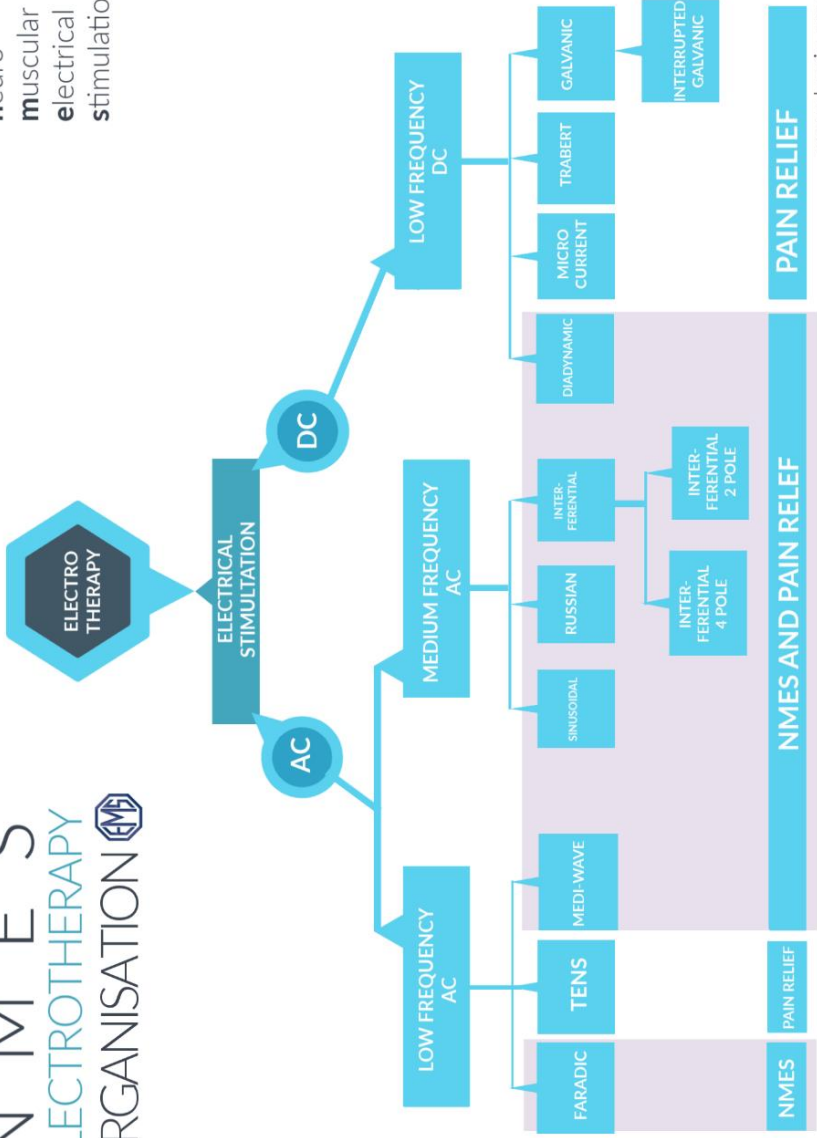 N M E S
ELECTROTHERAPY
ORGANISATION EMS
muscular
electrical
ELECTRO
THERAPY
ELECTRICAL
STIMULTATION
AC
DC
LOW FREQUENCY
AC
MEDIUM FREQUENCY
AC
LOW FREQUENCY
DC
FARADIC
TENS
MEDI-WAVE
SINUSOIDAL
RUSSIAN
INTER-
FERENTIAL
DIADYNAMIC
MICRO
CURRENT
TRABERT
GALVANIC
INTER-
FERENTIAL
4 POLE
INTER-
FERENTIAL
2 POLE
INTERRUPTED
GALVANIC
NMES
PAIN RELIEF
NMES AND PAIN RELEF
PAIN RELIEF